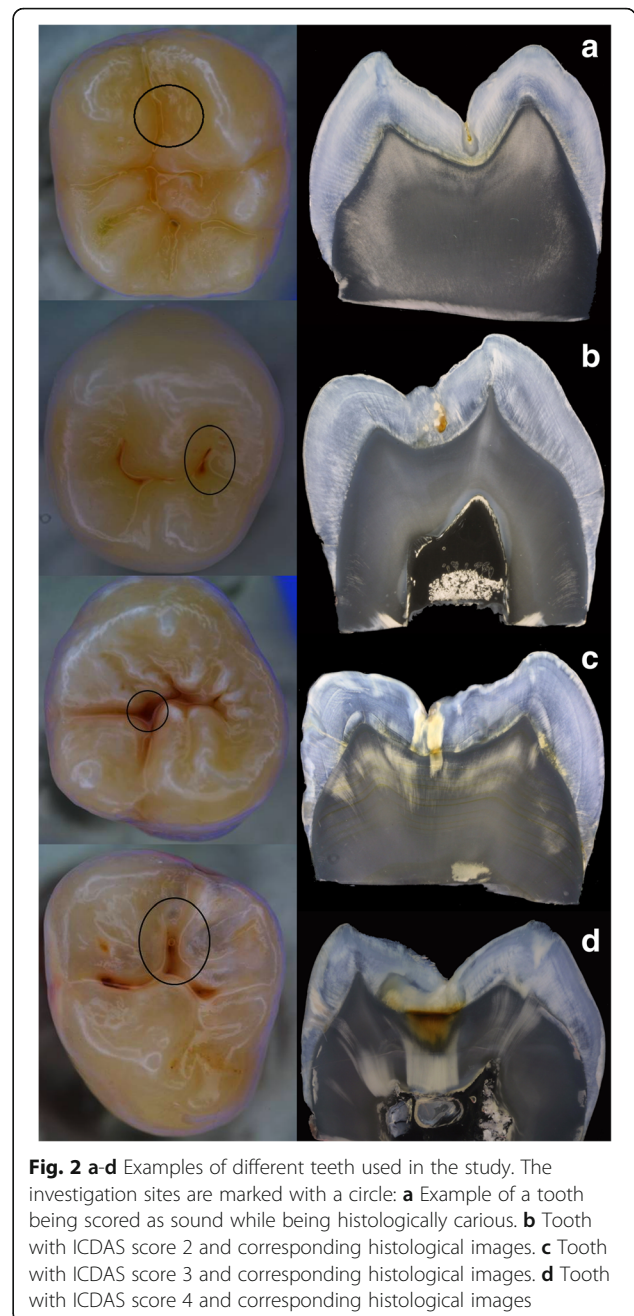 a
b
c
d
Fig. 2 a-d Examples of different teeth used in the study. The
investigation sites are marked with a circle: a Example of a tooth
being scored as sound while being histologically carious. b Tooth
with ICDAS score 2 and corresponding histological images. c Tooth
with ICDAS score 3 and corresponding histological images. d Tooth
with ICDAS score 4 and corresponding histological images